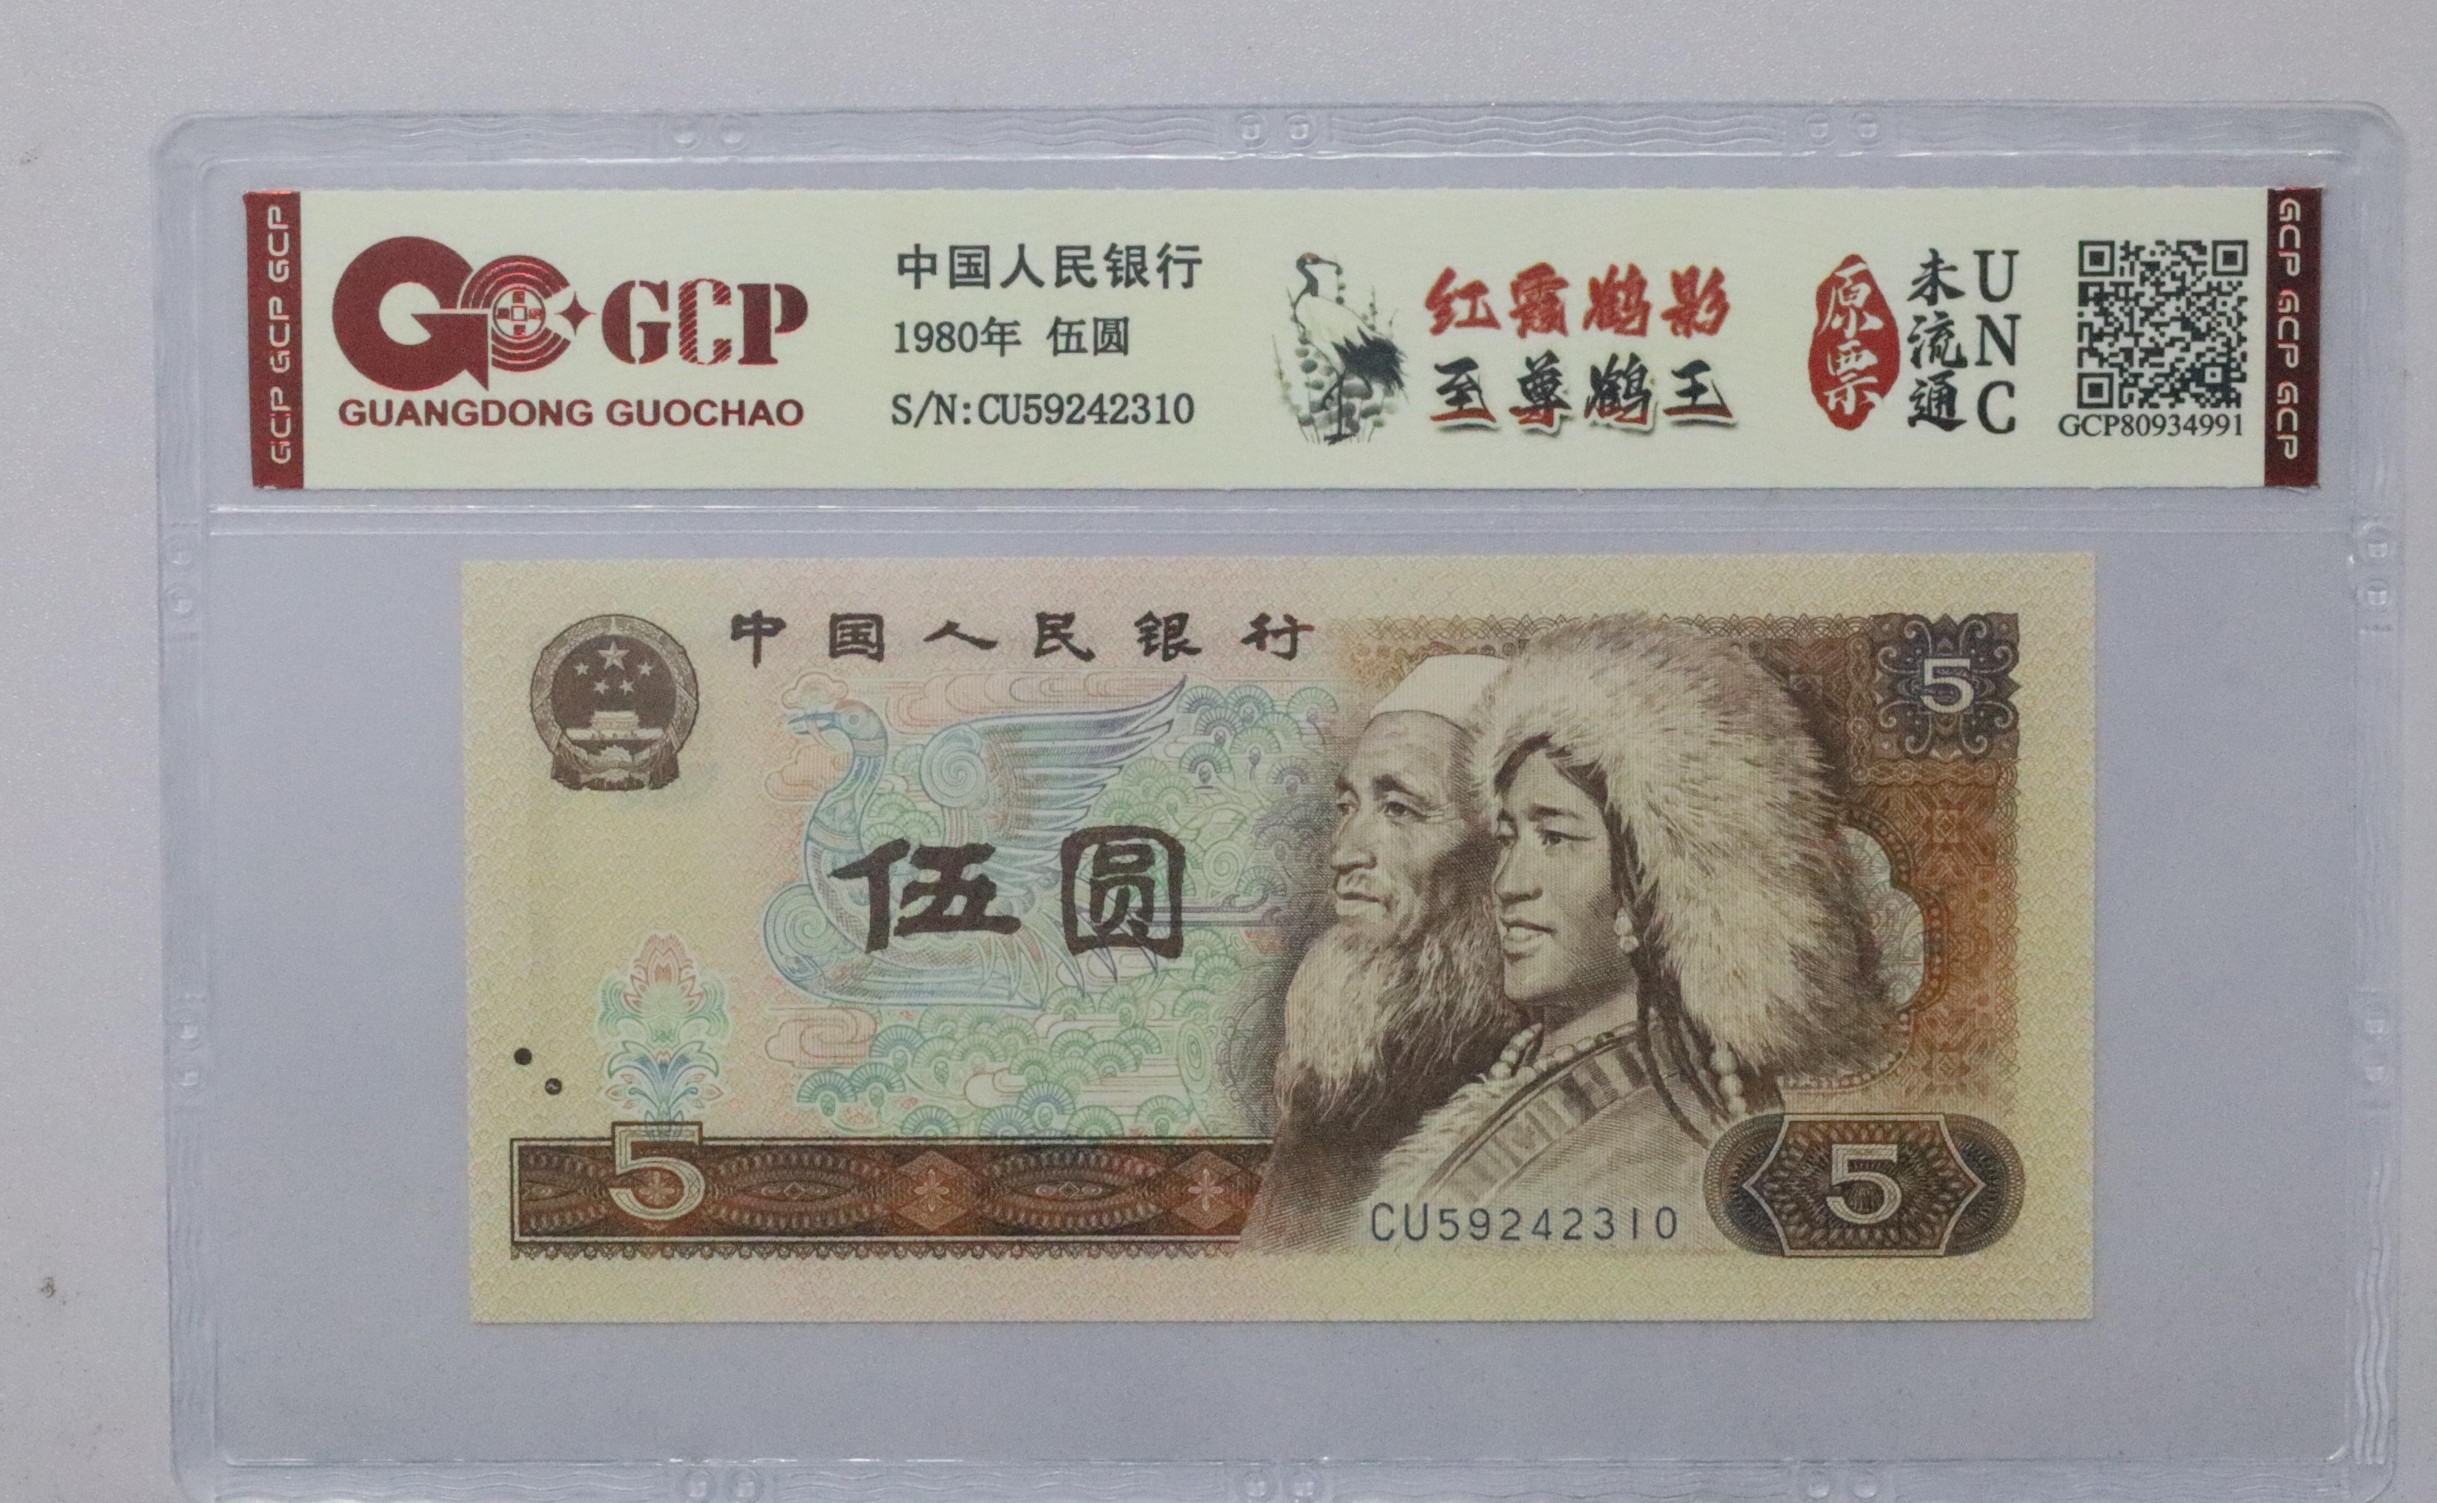 GCP GCP GCP
GCP
GUANGDONG GUOCHAO
中国人民银行
1980年 伍圆
S/N:CU59242310
红霞鹤影
至尊鹤王
原票
未流通
UNC
GCP80934991
GCP GCP GCP
中国人民银行
5
伍圆
5
CU59242310
5